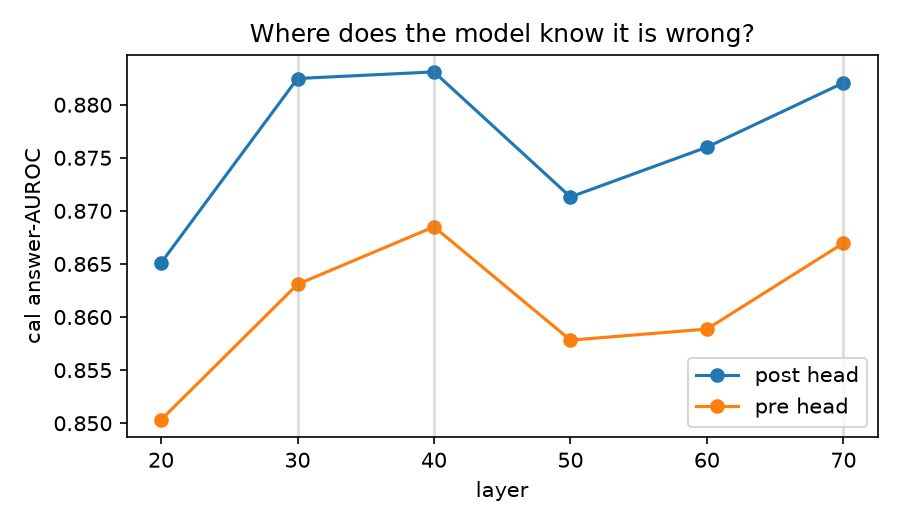 Where does the model know it is wrong?
cal answer-AUROC
0.880
0.875
0.870
0.865
0.860
0.855
0.850
post head
pre head
20 30 40 50 60 70
layer